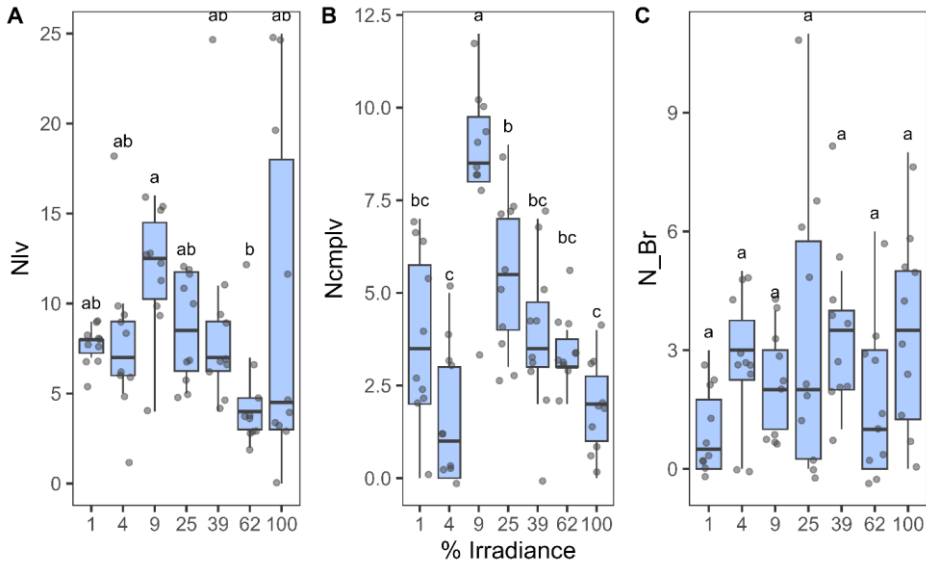 A
Nlv
25
20
15
10
5
0
ab
ab
a
ab
ab
b
ab
1 4 9 25 39 62 100
B
Ncmplv
12.5
10.0
7.5
5.0
2.5
0.0
bc
c
a
b
bc
bc
c
1 4 9 25 39 62 100
% Irradiance
C
N_Br
9
6
3
0
a
a
a
a
a
a
a
1 4 9 25 39 62 100